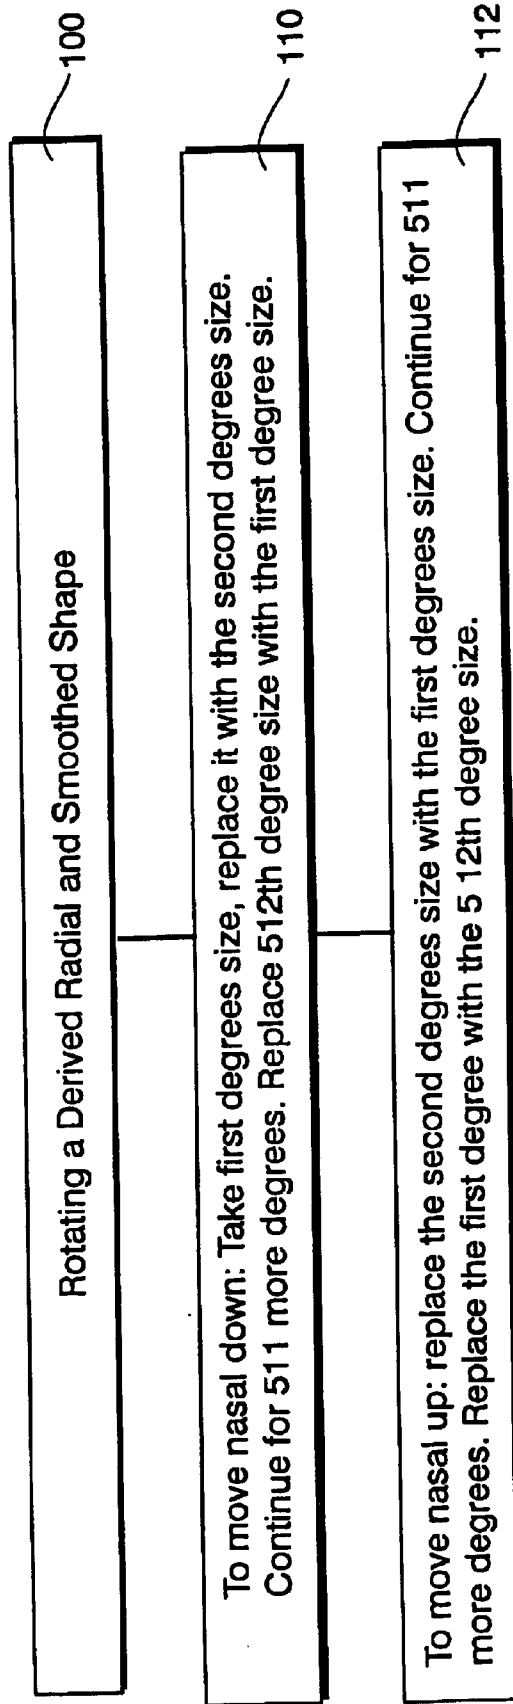 Rotating a Derived Radial and Smoothed Shape
100
To move nasal down: Take first degrees size, replace it with the second degrees size.
Continue for 511 more degrees. Replace 512th degree size with the first degree size.
110
To move nasal up: replace the second degrees size with the first degrees size. Continue for 511
more degrees. Replace the first degree with the 5 12th degree size.
112